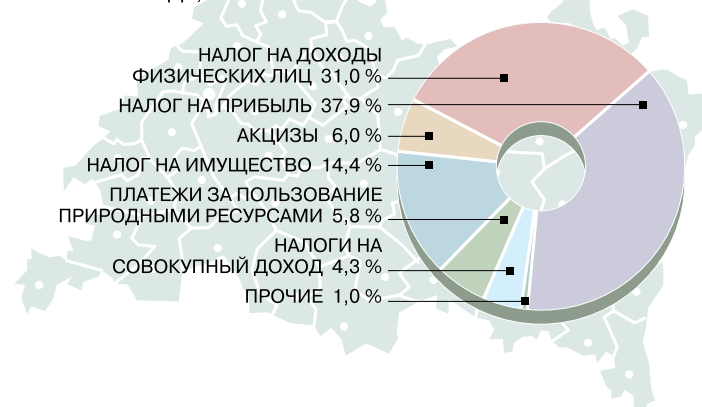 НАЛОГ НА ДОХОДЫ
ФИЗИЧЕСКИХ ЛИЦ 31,0 %
НАЛОГ НА ПРИБЫЛЬ 37,9 %
АКЦИЗЫ 6,0 %
НАЛОГ НА ИМУЩЕСТВО 14,4 %
ПЛАТЕЖИ ЗА ПОЛЬЗОВАНИЕ
ПРИРОДНЫМИ РЕСУРСАМИ 5,8 %
НАЛОГИ НА
СОВОКУПНЫЙ ДОХОД 4,3 %
ПРОЧИЕ 1,0 %